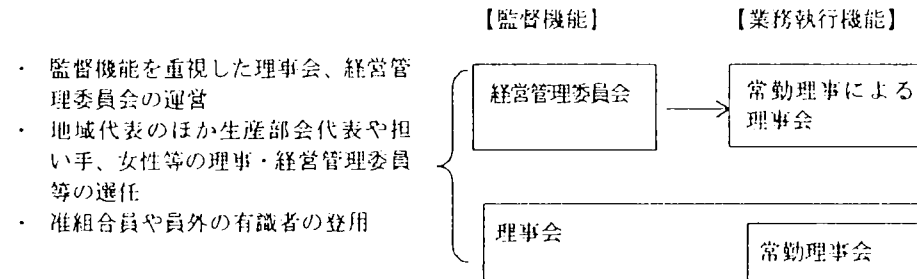 【監督機能】 【業務執行機能】
・ 監督機能を重視した理事会、経営管
理委員会の運営
・ 地域代表のほか生産部会代表や担
い手、女性等の理事・経営管理委員
等の選任
・ 准組合員や員外の有識者の登用
経営管理委員会
常勤理事による
理事会
理事会
常勤理事会